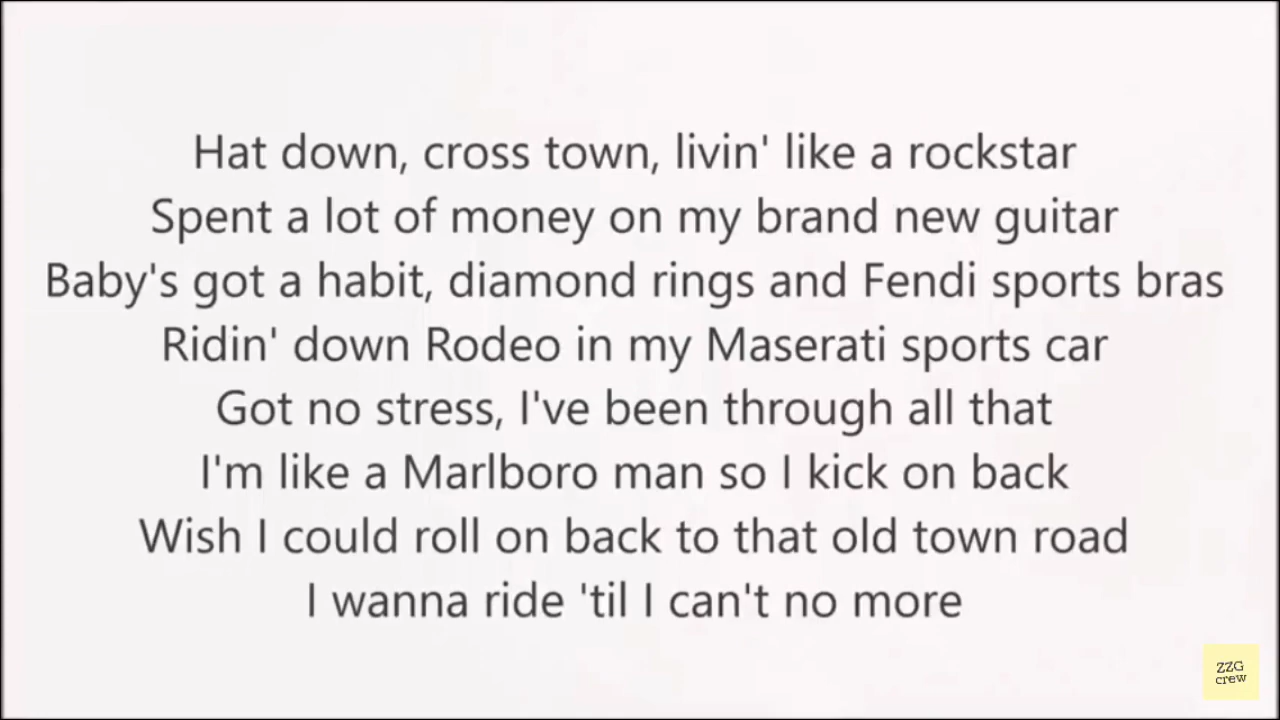 Hat down, cross town, livin' like a rockstar
Spent a lot of money on my brand new guitar
Baby's got a habit, diamond rings and Fendi sports bras
Ridin' down Rodeo in my Maserati sports car
Got no stress, I've been through all that
I'm like a Marlboro man so I kick on back
Wish I could roll on back to that old town road
I wanna ride 'til I can't no more
ZZG
crew